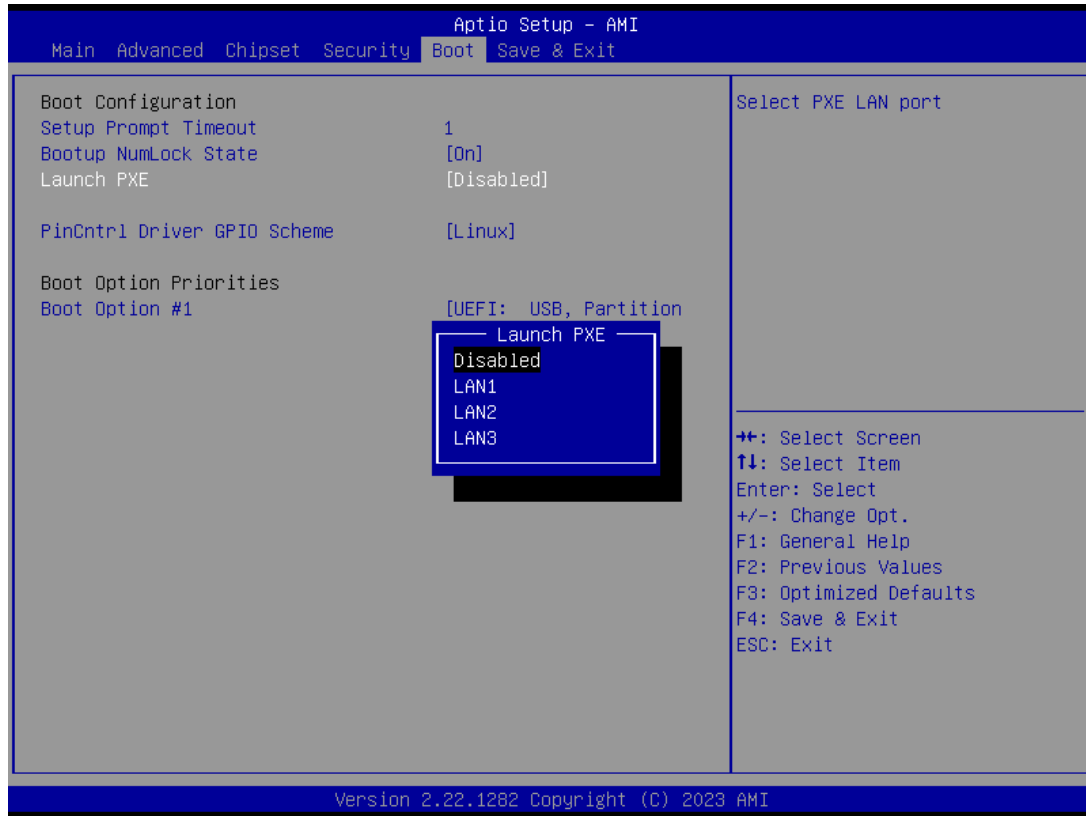 Aptio Setup - AMI
Main Advanced Chipset Security Boot Save & Exit
Boot Configuration
Setup Prompt Timeout 1
Bootup NumLock State [On]
Launch PXE [Disabled]
PinCntrl Driver GPIO Scheme [Linux]
Boot Option Priorities
Boot Option #1 [UEFI: USB, Partition
Launch PXE
Disabled
LAN1
LAN2
LAN3
Select PXE LAN port
→←: Select Screen
↑↓: Select Item
Enter: Select
+/-: Change Opt.
F1: General Help
F2: Previous Values
F3: Optimized Defaults
F4: Save & Exit
ESC: Exit
Version 2.22.1282 Copyright (C) 2023 AMI